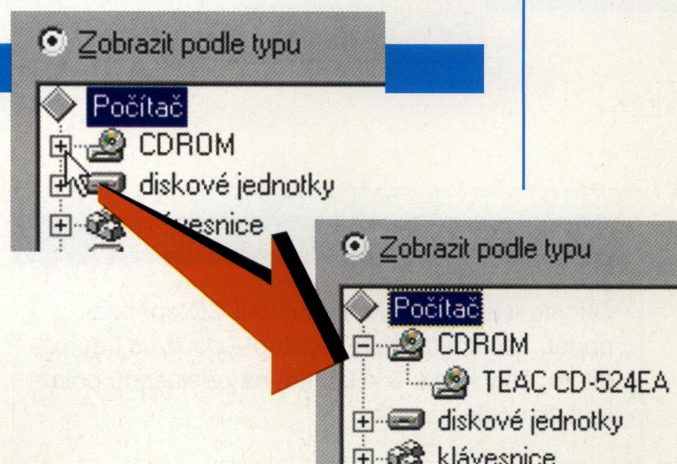 Zobrazit podle typu
Počítač
CDROM
diskové jednotky
Zobrazit podle typu
Počítač
CDROM
TEAC CD-524EA
diskové jednotky
klávesnice